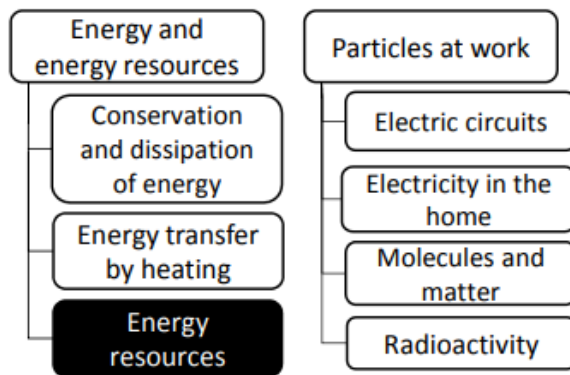 Energy and
energy resources
Conservation
and dissipation
of energy
Energy transfer
by heating
Energy
resources
Particles at work
Electric circuits
Electricity in the
home
Molecules and
matter
Radioactivity